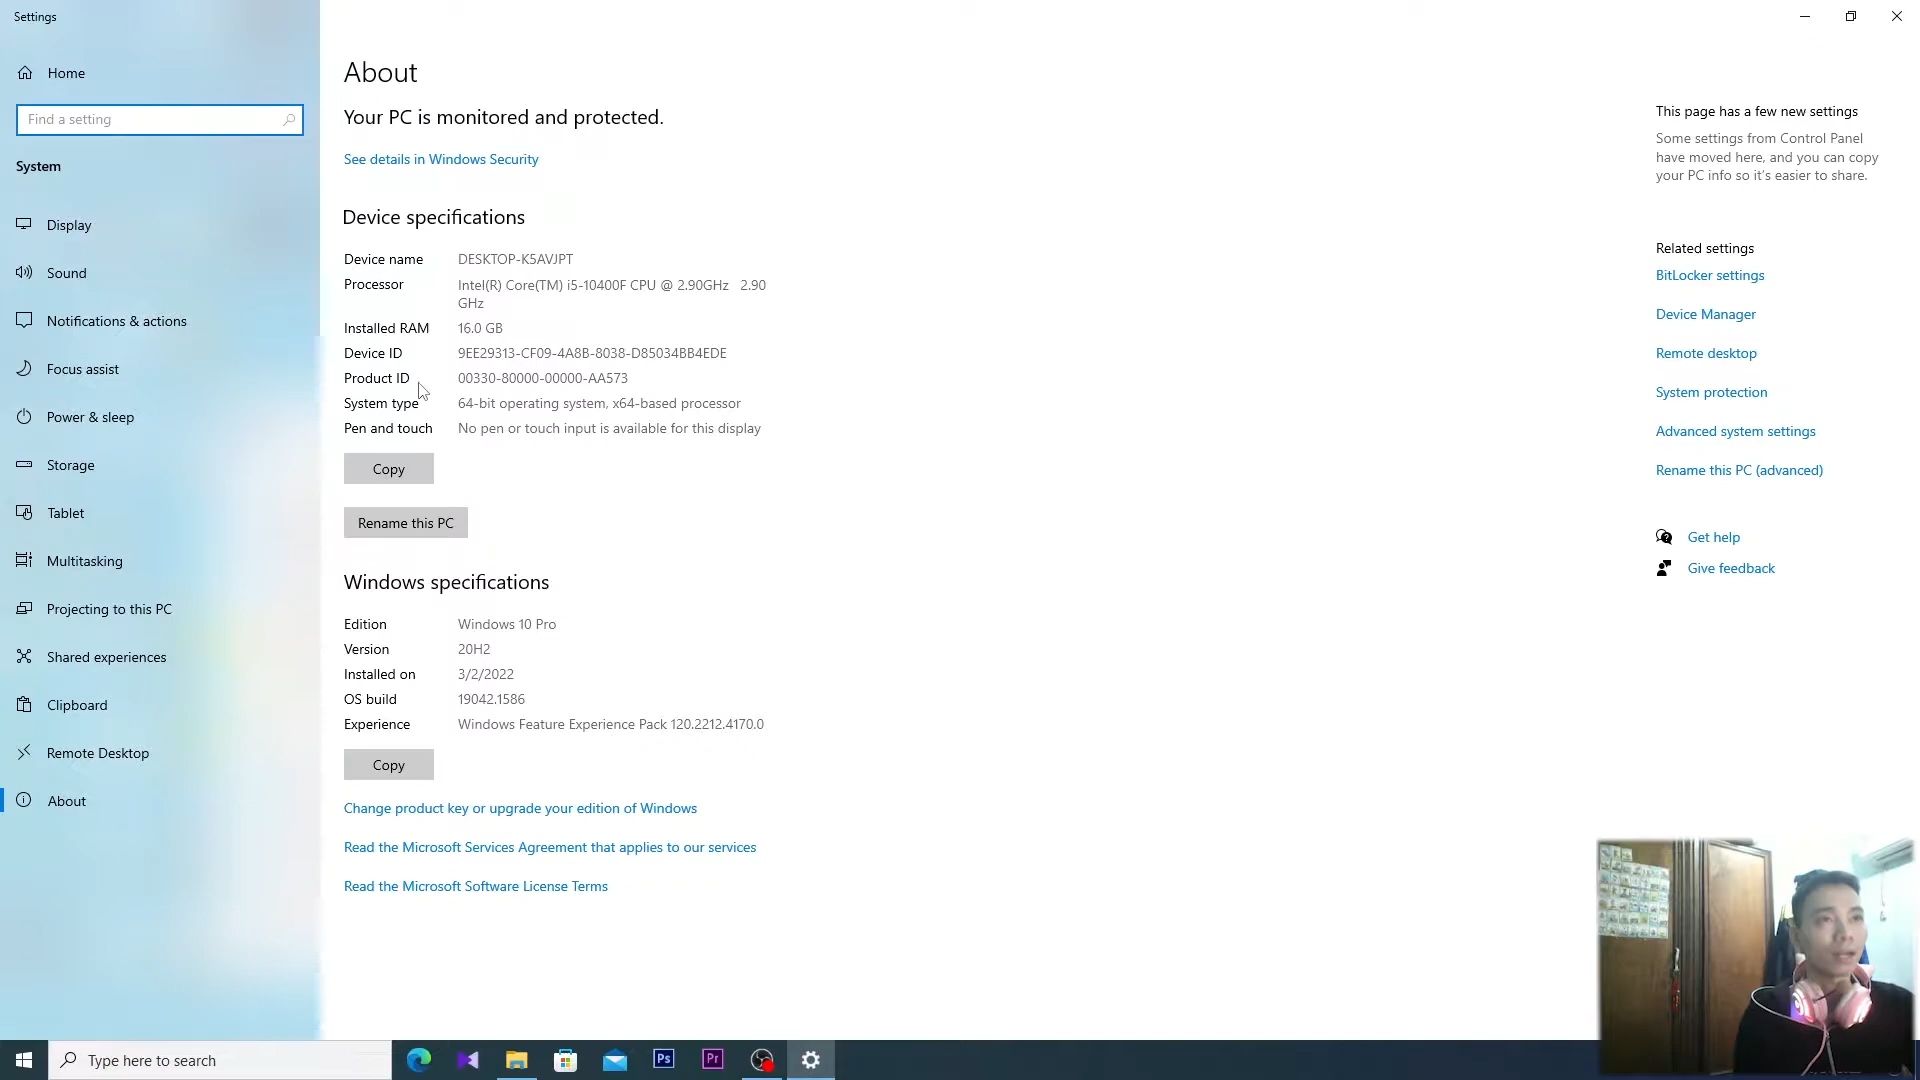 Settings
Home
Find a setting
System
Display
Sound
Notifications & actions
Focus assist
Power & sleep
Storage
Tablet
Multitasking
Projecting to this PC
Shared experiences
Clipboard
Remote Desktop
About
About
Your PC is monitored and protected.
See details in Windows Security
Device specifications
Device name DESKTOP-K5AVJPT
Processor Intel(R) Core(TM) i5-10400F CPU @ 2.90GHz 2.90
GHz
Installed RAM 16.0 GB
Device ID 9EE29313-CF09-4A8B-8038-D85034BB4EDE
Product ID 00330-80000-00000-AA573
System type 64-bit operating system, x64-based processor
Pen and touch No pen or touch input is available for this display
Copy
Rename this PC
Windows specifications
Edition Windows 10 Pro
Version 20H2
Installed on 3/2/2022
OS build 19042.1586
Experience Windows Feature Experience Pack 120.2212.4170.0
Copy
Change product key or upgrade your edition of Windows
Read the Microsoft Services Agreement that applies to our services
Read the Microsoft Software License Terms
This page has a few new settings
Some settings from Control Panel
have moved here, and you can copy
your PC info so it's easier to share.
Related settings
BitLocker settings
Device Manager
Remote desktop
System protection
Advanced system settings
Rename this PC (advanced)
Get help
Give feedback
Type here to search
Ps
Pr